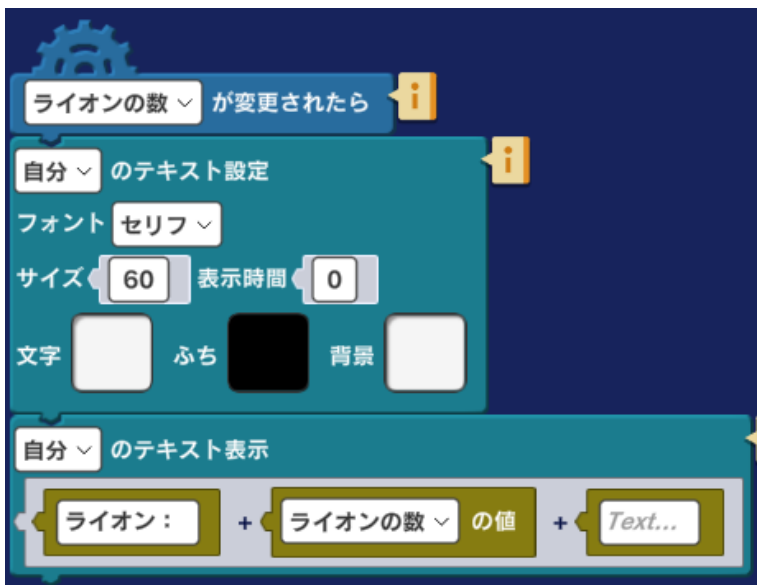 ライオンの数 が変更されたら i
自分 のテキスト設定 i
フォント セリフ
サイズ 60 表示時間 0
文字 ふち 背景
自分 のテキスト表示
ライオン： + ライオンの数 の値 + Text...